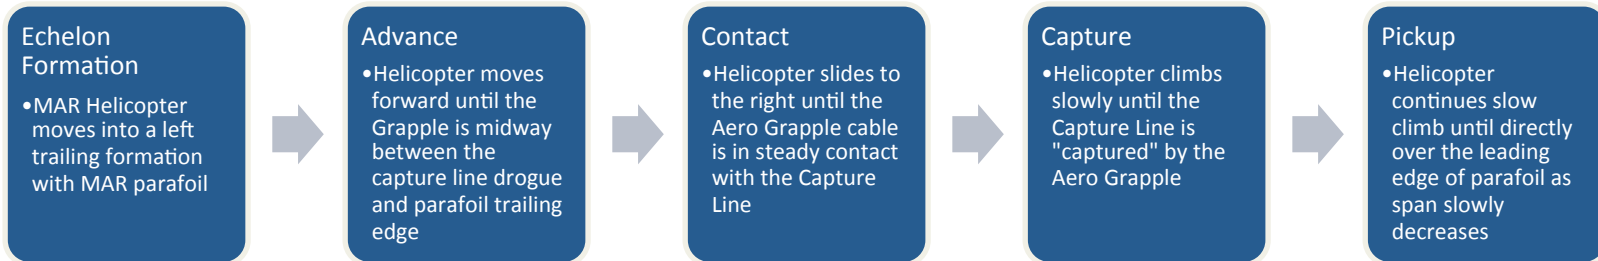 Echelon
Formation
•MAR Helicopter
moves into a left
trailing formation
with MAR parafoil
Advance
•Helicopter moves
forward until the
Grapple is midway
between the
capture line drogue
and parafoil trailing
edge
Contact
•Helicopter slides to
the right until the
Aero Grapple cable
is in steady contact
with the Capture
Line
Capture
•Helicopter climbs
slowly until the
Capture Line is
"captured" by the
Aero Grapple
Pickup
•Helicopter
continues slow
climb until directly
over the leading
edge of parafoil as
span slowly
decreases